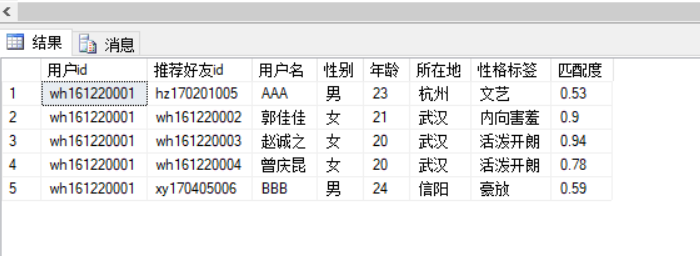 结果 消息
用户id 推荐好友id 用户名 性别 年龄 所在地 性格标签 匹配度
1 wh161220001 hz170201005 AAA 男 23 杭州 文艺 0.53
2 wh161220001 wh161220002 郭佳佳 女 21 武汉 内向害羞 0.9
3 wh161220001 wh161220003 赵诚之 女 20 武汉 活泼开朗 0.94
4 wh161220001 wh161220004 曾庆昆 女 20 武汉 活泼开朗 0.78
5 wh161220001 xy170405006 BBB 男 24 信阳 豪放 0.59